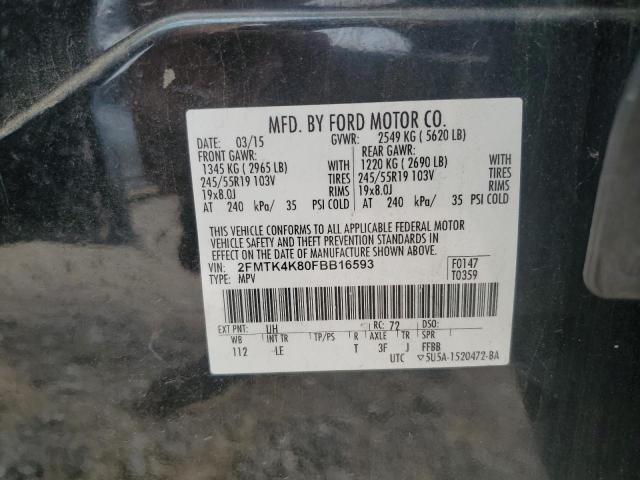 MFD. BY FORD MOTOR CO.
DATE: 03/15 GVWR: 2549 KG ( 5620 LB)
FRONT GAWR: REAR GAWR:
1345 KG ( 2965 LB) WITH 1220 KG ( 2690 LB) WITH
245/55R19 103V TIRES 245/55R19 103V TIRES
19x8.0J RIMS 19x8.0J RIMS
AT 240 kPa/ 35 PSI COLD AT 240 kPa/ 35 PSI COLD
THIS VEHICLE CONFORMS TO ALL APPLICABLE FEDERAL MOTOR
VEHICLE SAFETY AND THEFT PREVENTION STANDARDS IN
EFFECT ON THE DATE OF MANUFACTURE SHOWN ABOVE.
VIN: 2FMTK4K80FBB16593 F0147
TYPE: MPV T0359
EXT PNT: UH RC: 72 DSO:
WB INT TR TP/PS R AXLE TR SPR
112 LE T 3F J FFBB
UTC ▽5U5A-1520472-BA